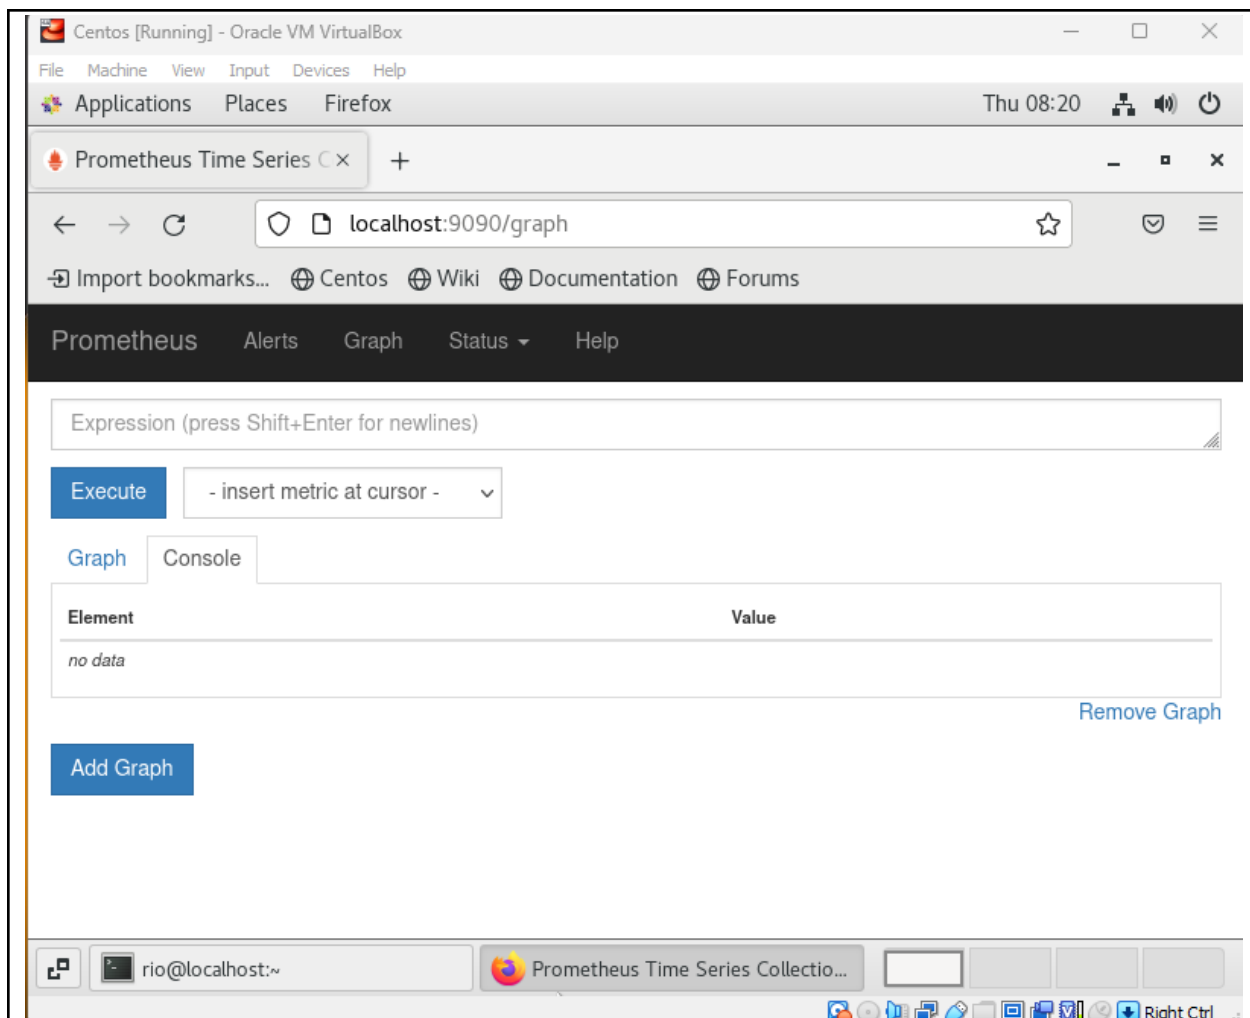 Centos [Running] - Oracle VM VirtualBox
File Machine View Input Devices Help
Applications Places Firefox Thu 08:20
Prometheus Time Series C
localhost:9090/graph
Import bookmarks... Centos Wiki Documentation Forums
Prometheus Alerts Graph Status Help
Expression (press Shift+Enter for newlines)
Execute - insert metric at cursor -
Graph Console
Element Value
no data
Remove Graph
Add Graph
rio@localhost:~ Prometheus Time Series Collectio...
Right Ctrl